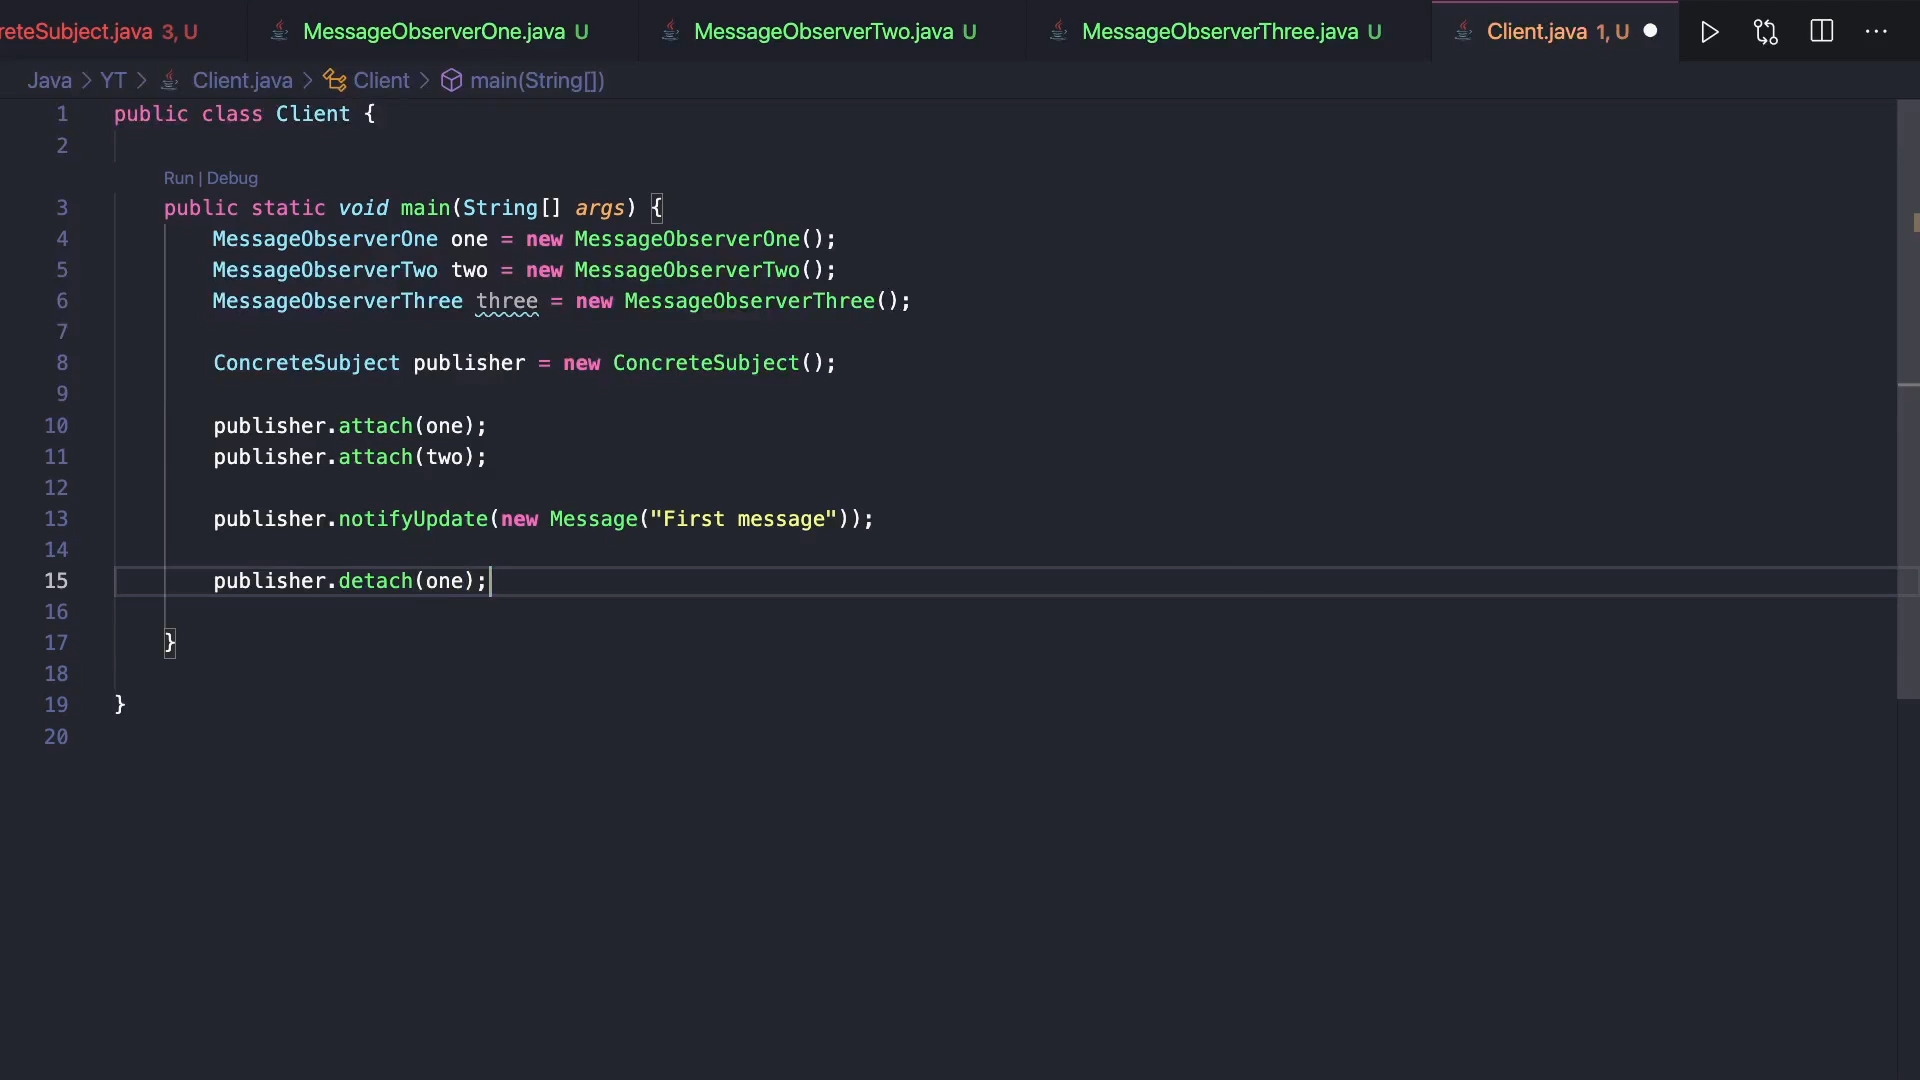 reteSubject.java 3, U MessageObserverOne.java U MessageObserverTwo.java U MessageObserverThree.java U Client.java 1, U
Java > YT > Client.java > Client > main(String[])
1 public class Client {
2
Run | Debug
3 public static void main(String[] args) {
4 MessageObserverOne one = new MessageObserverOne();
5 MessageObserverTwo two = new MessageObserverTwo();
6 MessageObserverThree three = new MessageObserverThree();
7
8 ConcreteSubject publisher = new ConcreteSubject();
9
10 publisher.attach(one);
11 publisher.attach(two);
12
13 publisher.notifyUpdate(new Message("First message"));
14
15 publisher.detach(one);
16
17 }
18
19 }
20